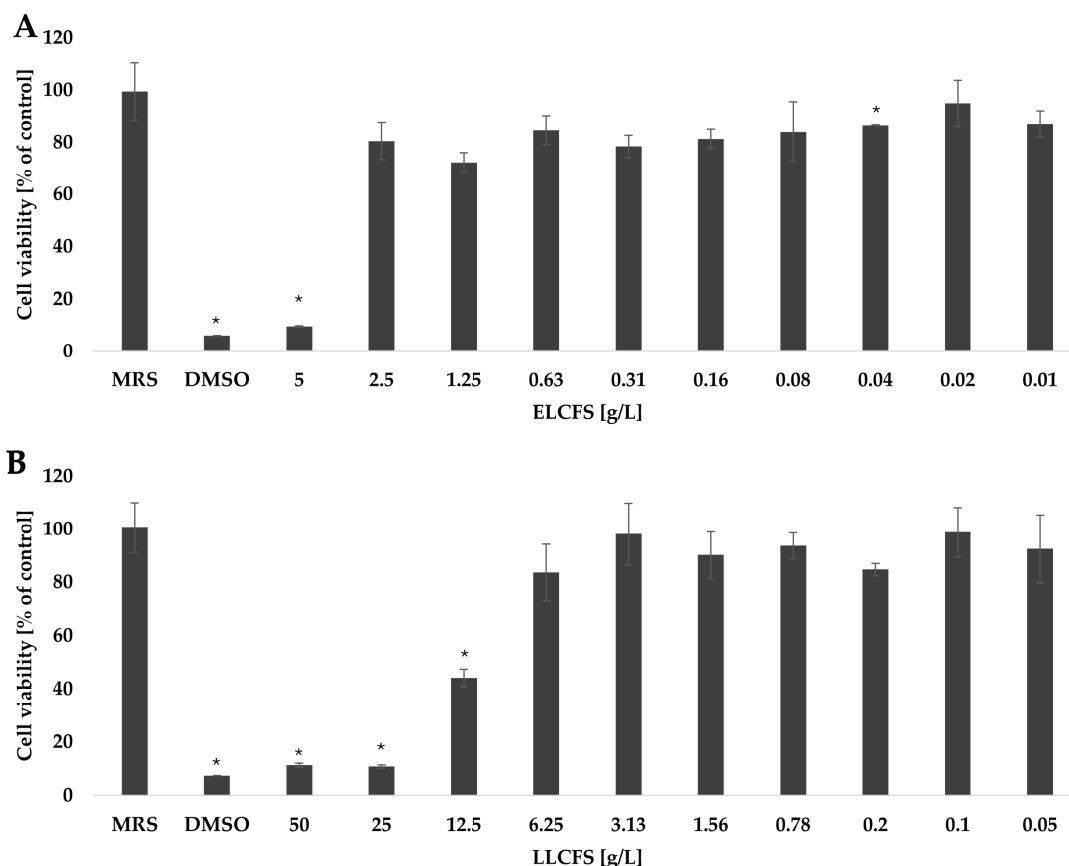 A
Cell viability [% of control]
120
100
80
60
40
20
0
*
*
*
MRS DMSO 5 2.5 1.25 0.63 0.31 0.16 0.08 0.04 0.02 0.01
ELCFS [g/L]
B
Cell viability [% of control]
120
100
80
60
40
20
0
*
*
*
*
MRS DMSO 50 25 12.5 6.25 3.13 1.56 0.78 0.2 0.1 0.05
LLCFS [g/L]